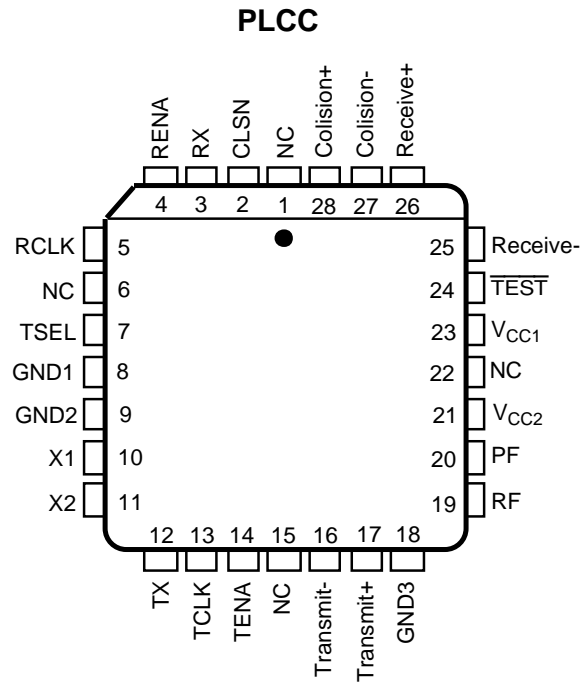 PLCC
RENA
RX
CLSN
NC
Colision+
Colision-
Receive+
4 3 2 1 28 27 26
RCLK 5
NC 6
TSEL 7
GND1 8
GND2 9
X1 10
X2 11
25 Receive-
24 TEST
23 VCC1
22 NC
21 VCC2
20 PF
19 RF
12 13 14 15 16 17 18
TX
TCLK
TENA
NC
Transmit-
Transmit+
GND3